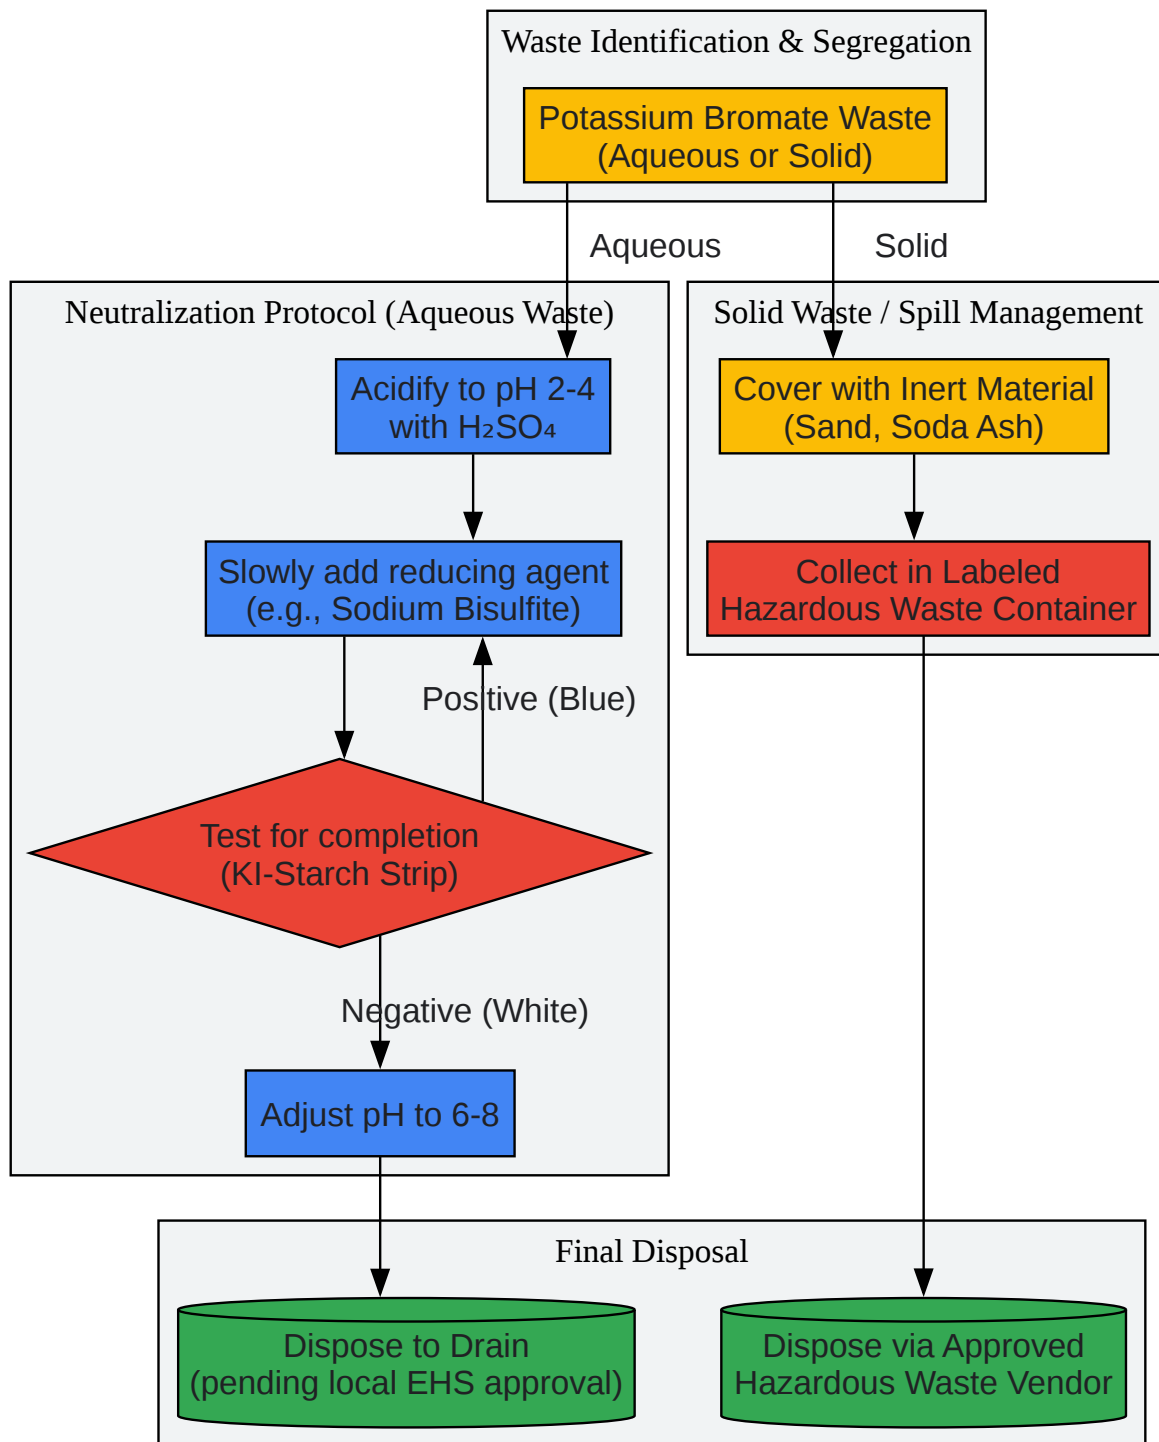 Waste Identification & Segregation
Potassium Bromate Waste
(Aqueous or Solid)
Aqueous
Solid
Neutralization Protocol (Aqueous Waste)
Acidify to pH 2-4
with H₂SO₄
Slowly add reducing agent
(e.g., Sodium Bisulfite)
Positive (Blue)
Test for completion
(KI-Starch Strip)
Negative (White)
Adjust pH to 6-8
Solid Waste / Spill Management
Cover with Inert Material
(Sand, Soda Ash)
Collect in Labeled
Hazardous Waste Container
Final Disposal
Dispose to Drain
(pending local EHS approval)
Dispose via Approved
Hazardous Waste Vendor